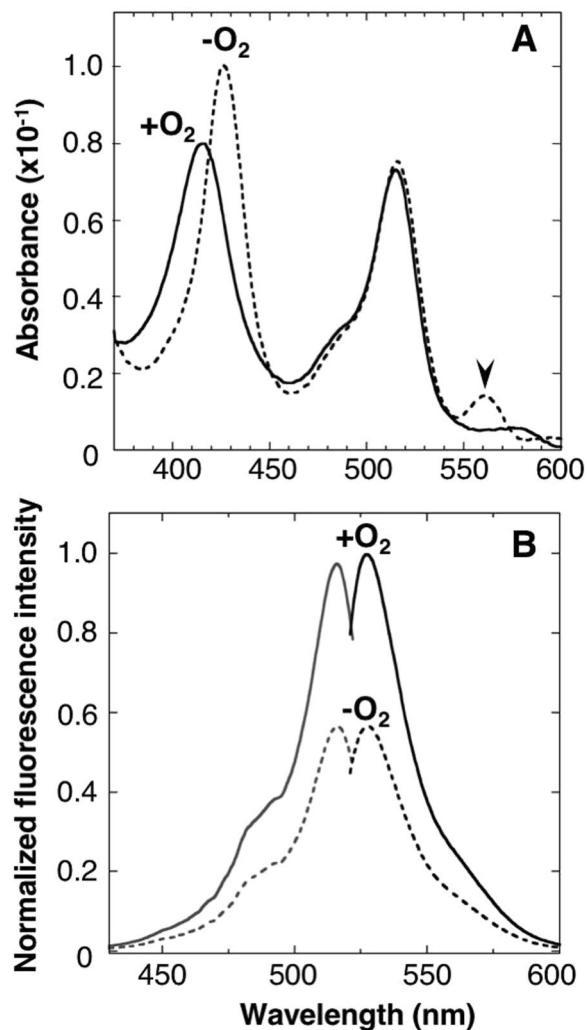 A
-O₂
+O₂
Absorbance (x10⁻¹)
1.0
0.8
0.6
0.4
0.2
0
400 450 500 550 600
B
+O₂
-O₂
Normalized fluorescence intensity
1.0
0.8
0.6
0.4
0.2
0
450 500 550 600
Wavelength (nm)